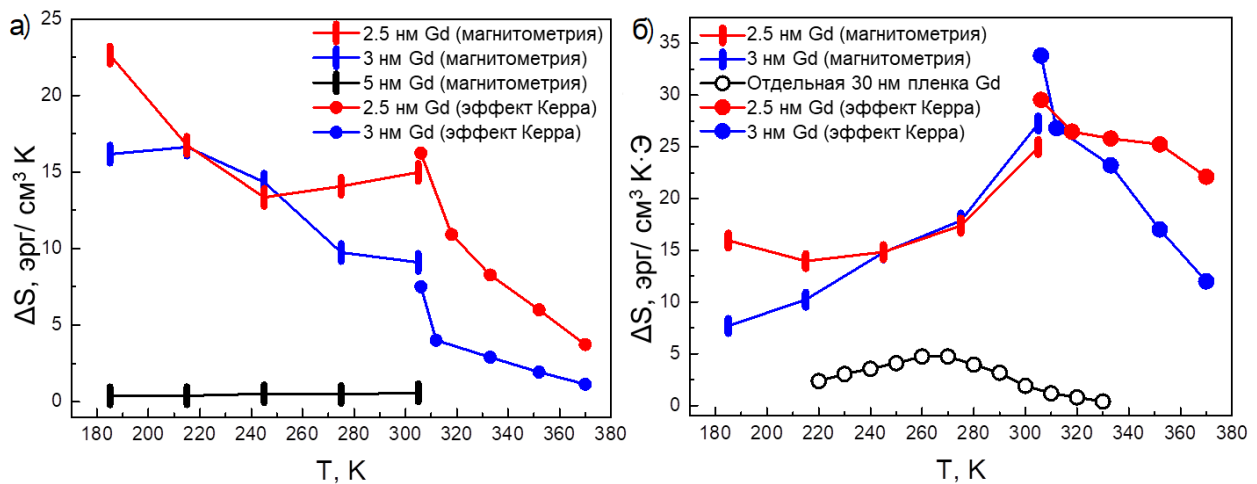 а)
25
20
15
10
5
0
ΔS, эрг/ см³ K
2.5 нм Gd (магнитометрия)
3 нм Gd (магнитометрия)
5 нм Gd (магнитометрия)
2.5 нм Gd (эффект Керра)
3 нм Gd (эффект Керра)
180 200 220 240 260 280 300 320 340 360 380
T, K
б)
35
30
25
20
15
10
5
0
ΔS, эрг/ см³ K·Э
2.5 нм Gd (магнитометрия)
3 нм Gd (магнитометрия)
Отдельная 30 нм пленка Gd
2.5 нм Gd (эффект Керра)
3 нм Gd (эффект Керра)
180 200 220 240 260 280 300 320 340 360 380
T, K